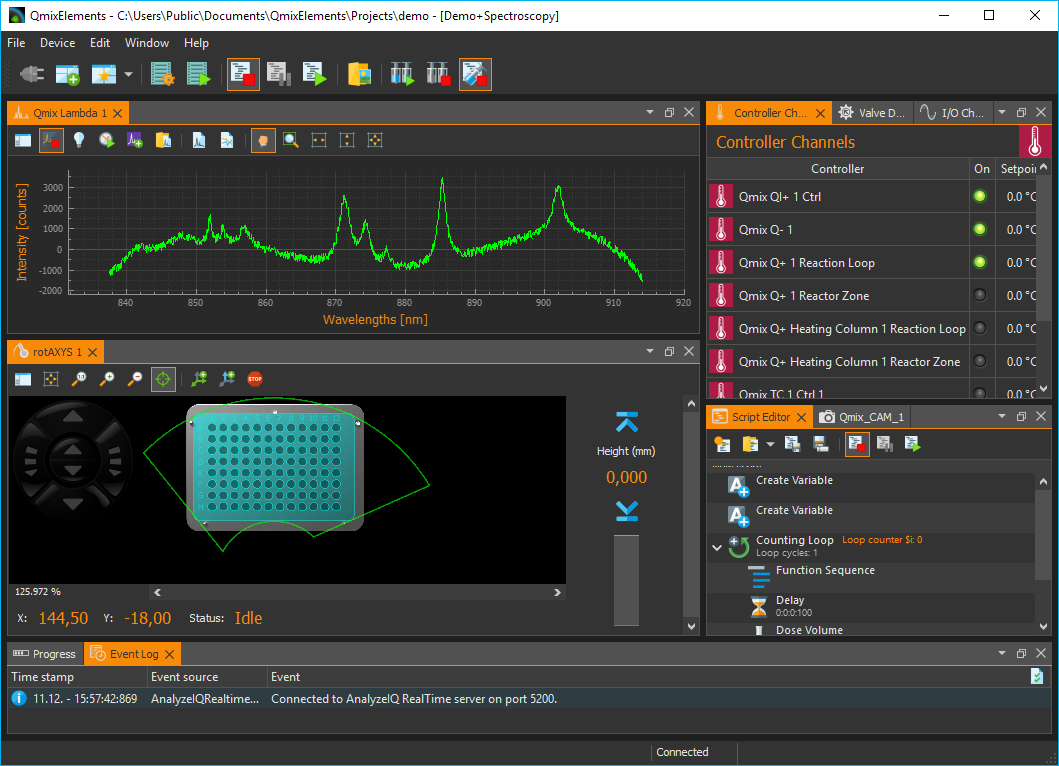 QmixElements - C:\Users\Public\Documents\QmixElements\Projects\demo - [Demo+Spectroscopy]
File Device Edit Window Help
Qmix Lambda 1
Intensity [counts]
3000
2000
1000
0
-1000
-2000
840 850 860 870 880 890 900 910 920
Wavelengths [nm]
Controller Ch... Valve D... I/O Ch...
Controller Channels
Controller On Setpoir
Qmix QI+ 1 Ctrl 0.0 °C
Qmix Q- 1 0.0 °C
Qmix Q+ 1 Reaction Loop 0.0 °C
Qmix Q+ 1 Reactor Zone 0.0 °C
Qmix Q+ Heating Column 1 Reaction Loop 0.0 °C
Qmix Q+ Heating Column 1 Reactor Zone 0.0 °C
Qmix TC 1 Ctrl 1 0.0 °C
rotAXYS 1
STOP
Height (mm)
0,000
125.972 %
X: 144,50 Y: -18,00 Status: Idle
Script Editor Qmix_CAM_1
Create Variable
Create Variable
Counting Loop Loop counter $i: 0
Loop cycles: 1
Function Sequence
Delay
0:0:0:100
Dose Volume
Progress Event Log
Time stamp Event source Event
11.12. - 15:57:42:869 AnalyzeIQRealtime... Connected to AnalyzeIQ RealTime server on port 5200.
Connected